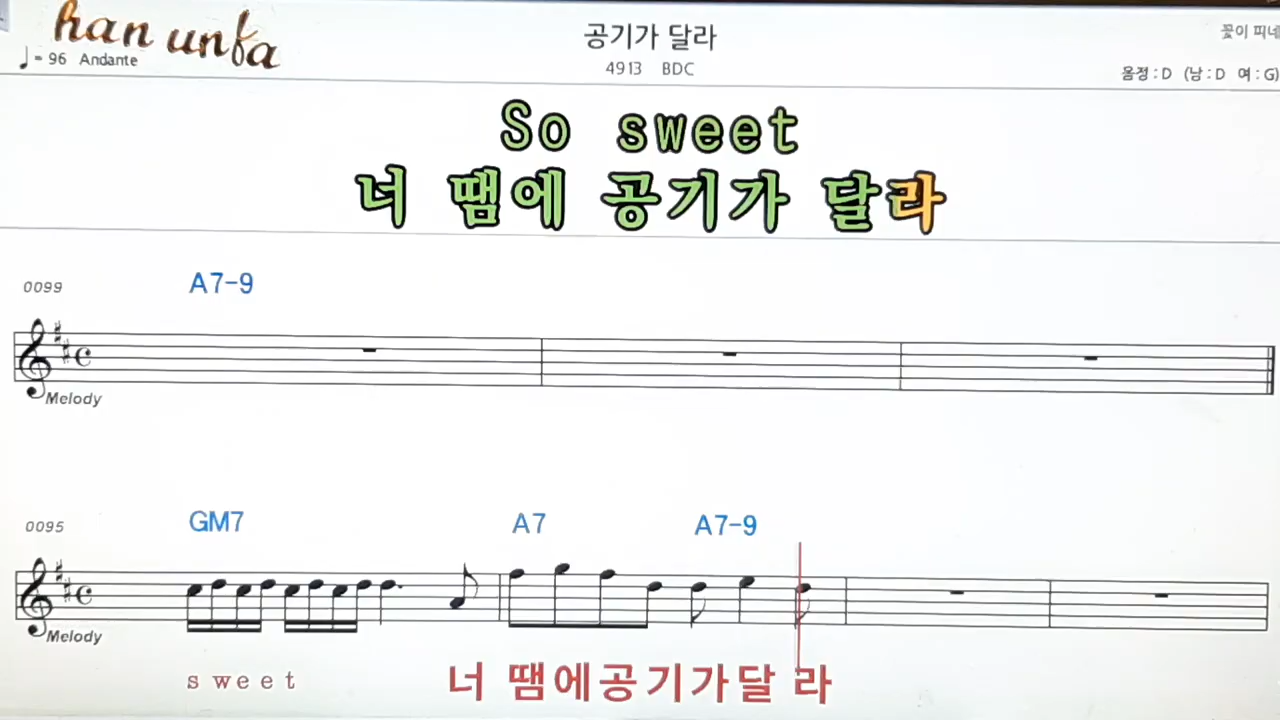 han unfa
♩= 96 Andante
공기가 달라
4913 BDC
꽃이 피네
음정 : D (남 : D 여 : G)
So sweet
너 땜에 공기가 달라
0099
A7-9
Melody
0095
GM7 A7 A7-9
Melody
sweet 너 땜에공기가달 라